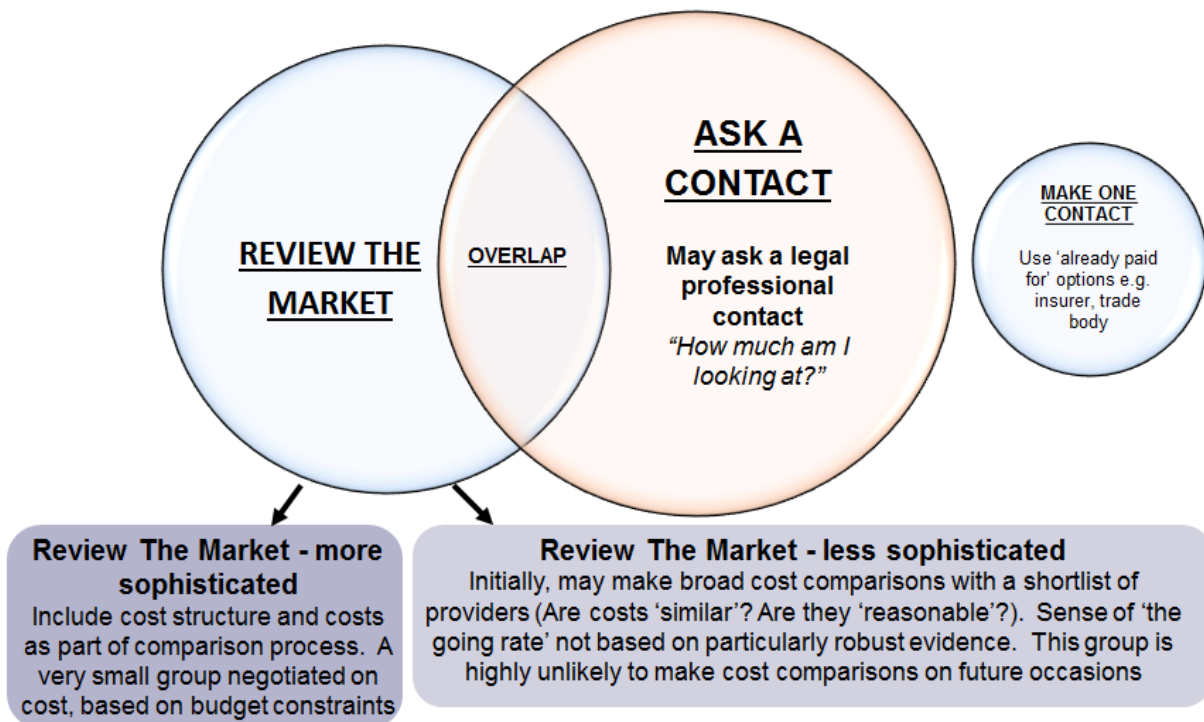 REVIEW THE
MARKET
OVERLAP
ASK A
CONTACT
May ask a legal
professional
contact
“How much am I
looking at?”
MAKE ONE
CONTACT
Use ‘already paid
for’ options e.g.
insurer, trade
body
Review The Market - more
sophisticated
Include cost structure and costs
as part of comparison process. A
very small group negotiated on
cost, based on budget constraints
Review The Market - less sophisticated
Initially, may make broad cost comparisons with a shortlist of
providers (Are costs ‘similar’? Are they ‘reasonable’?). Sense of ‘the
going rate’ not based on particularly robust evidence. This group is
highly unlikely to make cost comparisons on future occasions